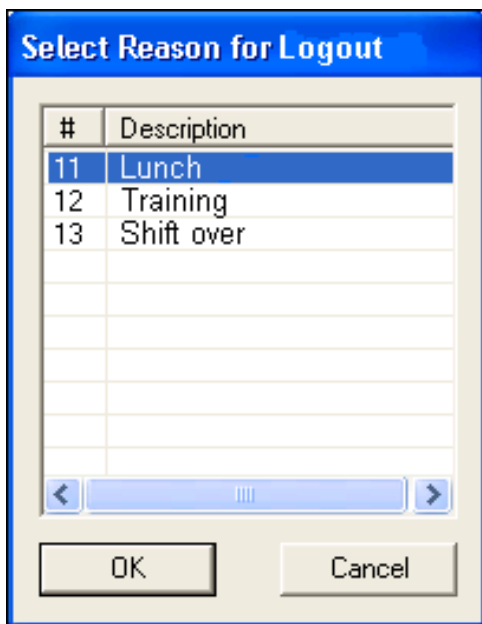 Select Reason for Logout
# Description
11 Lunch
12 Training
13 Shift over
OK Cancel